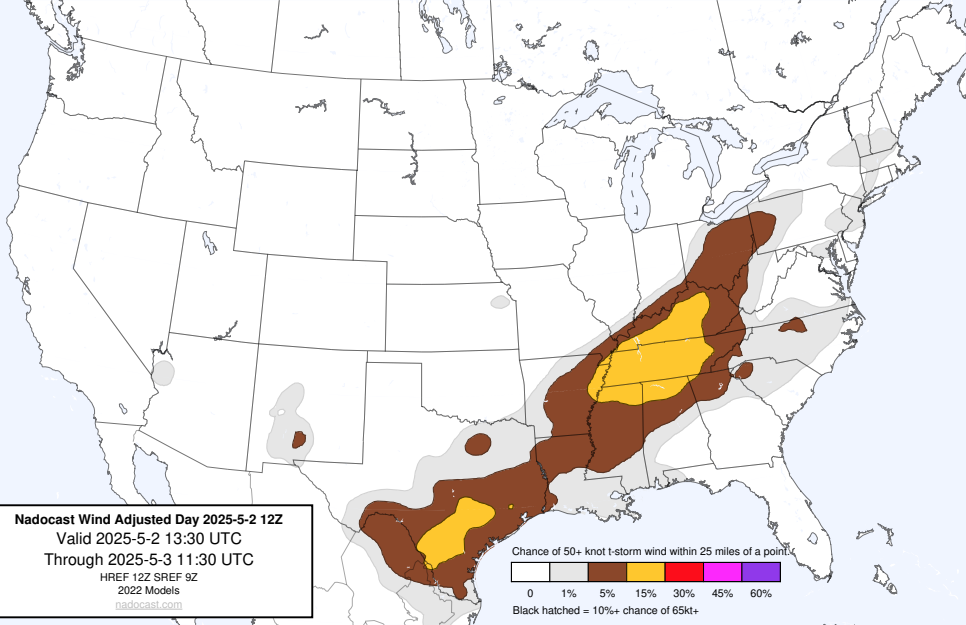 Nadocast Wind Adjusted Day 2025-5-2 12Z
Valid 2025-5-2 13:30 UTC
Through 2025-5-3 11:30 UTC
HREF 12Z SREF 9Z
2022 Models
nadocast.com
Chance of 50+ knot t-storm wind within 25 miles of a point.
0 1% 5% 15% 30% 45% 60%
Black hatched = 10%+ chance of 65kt+